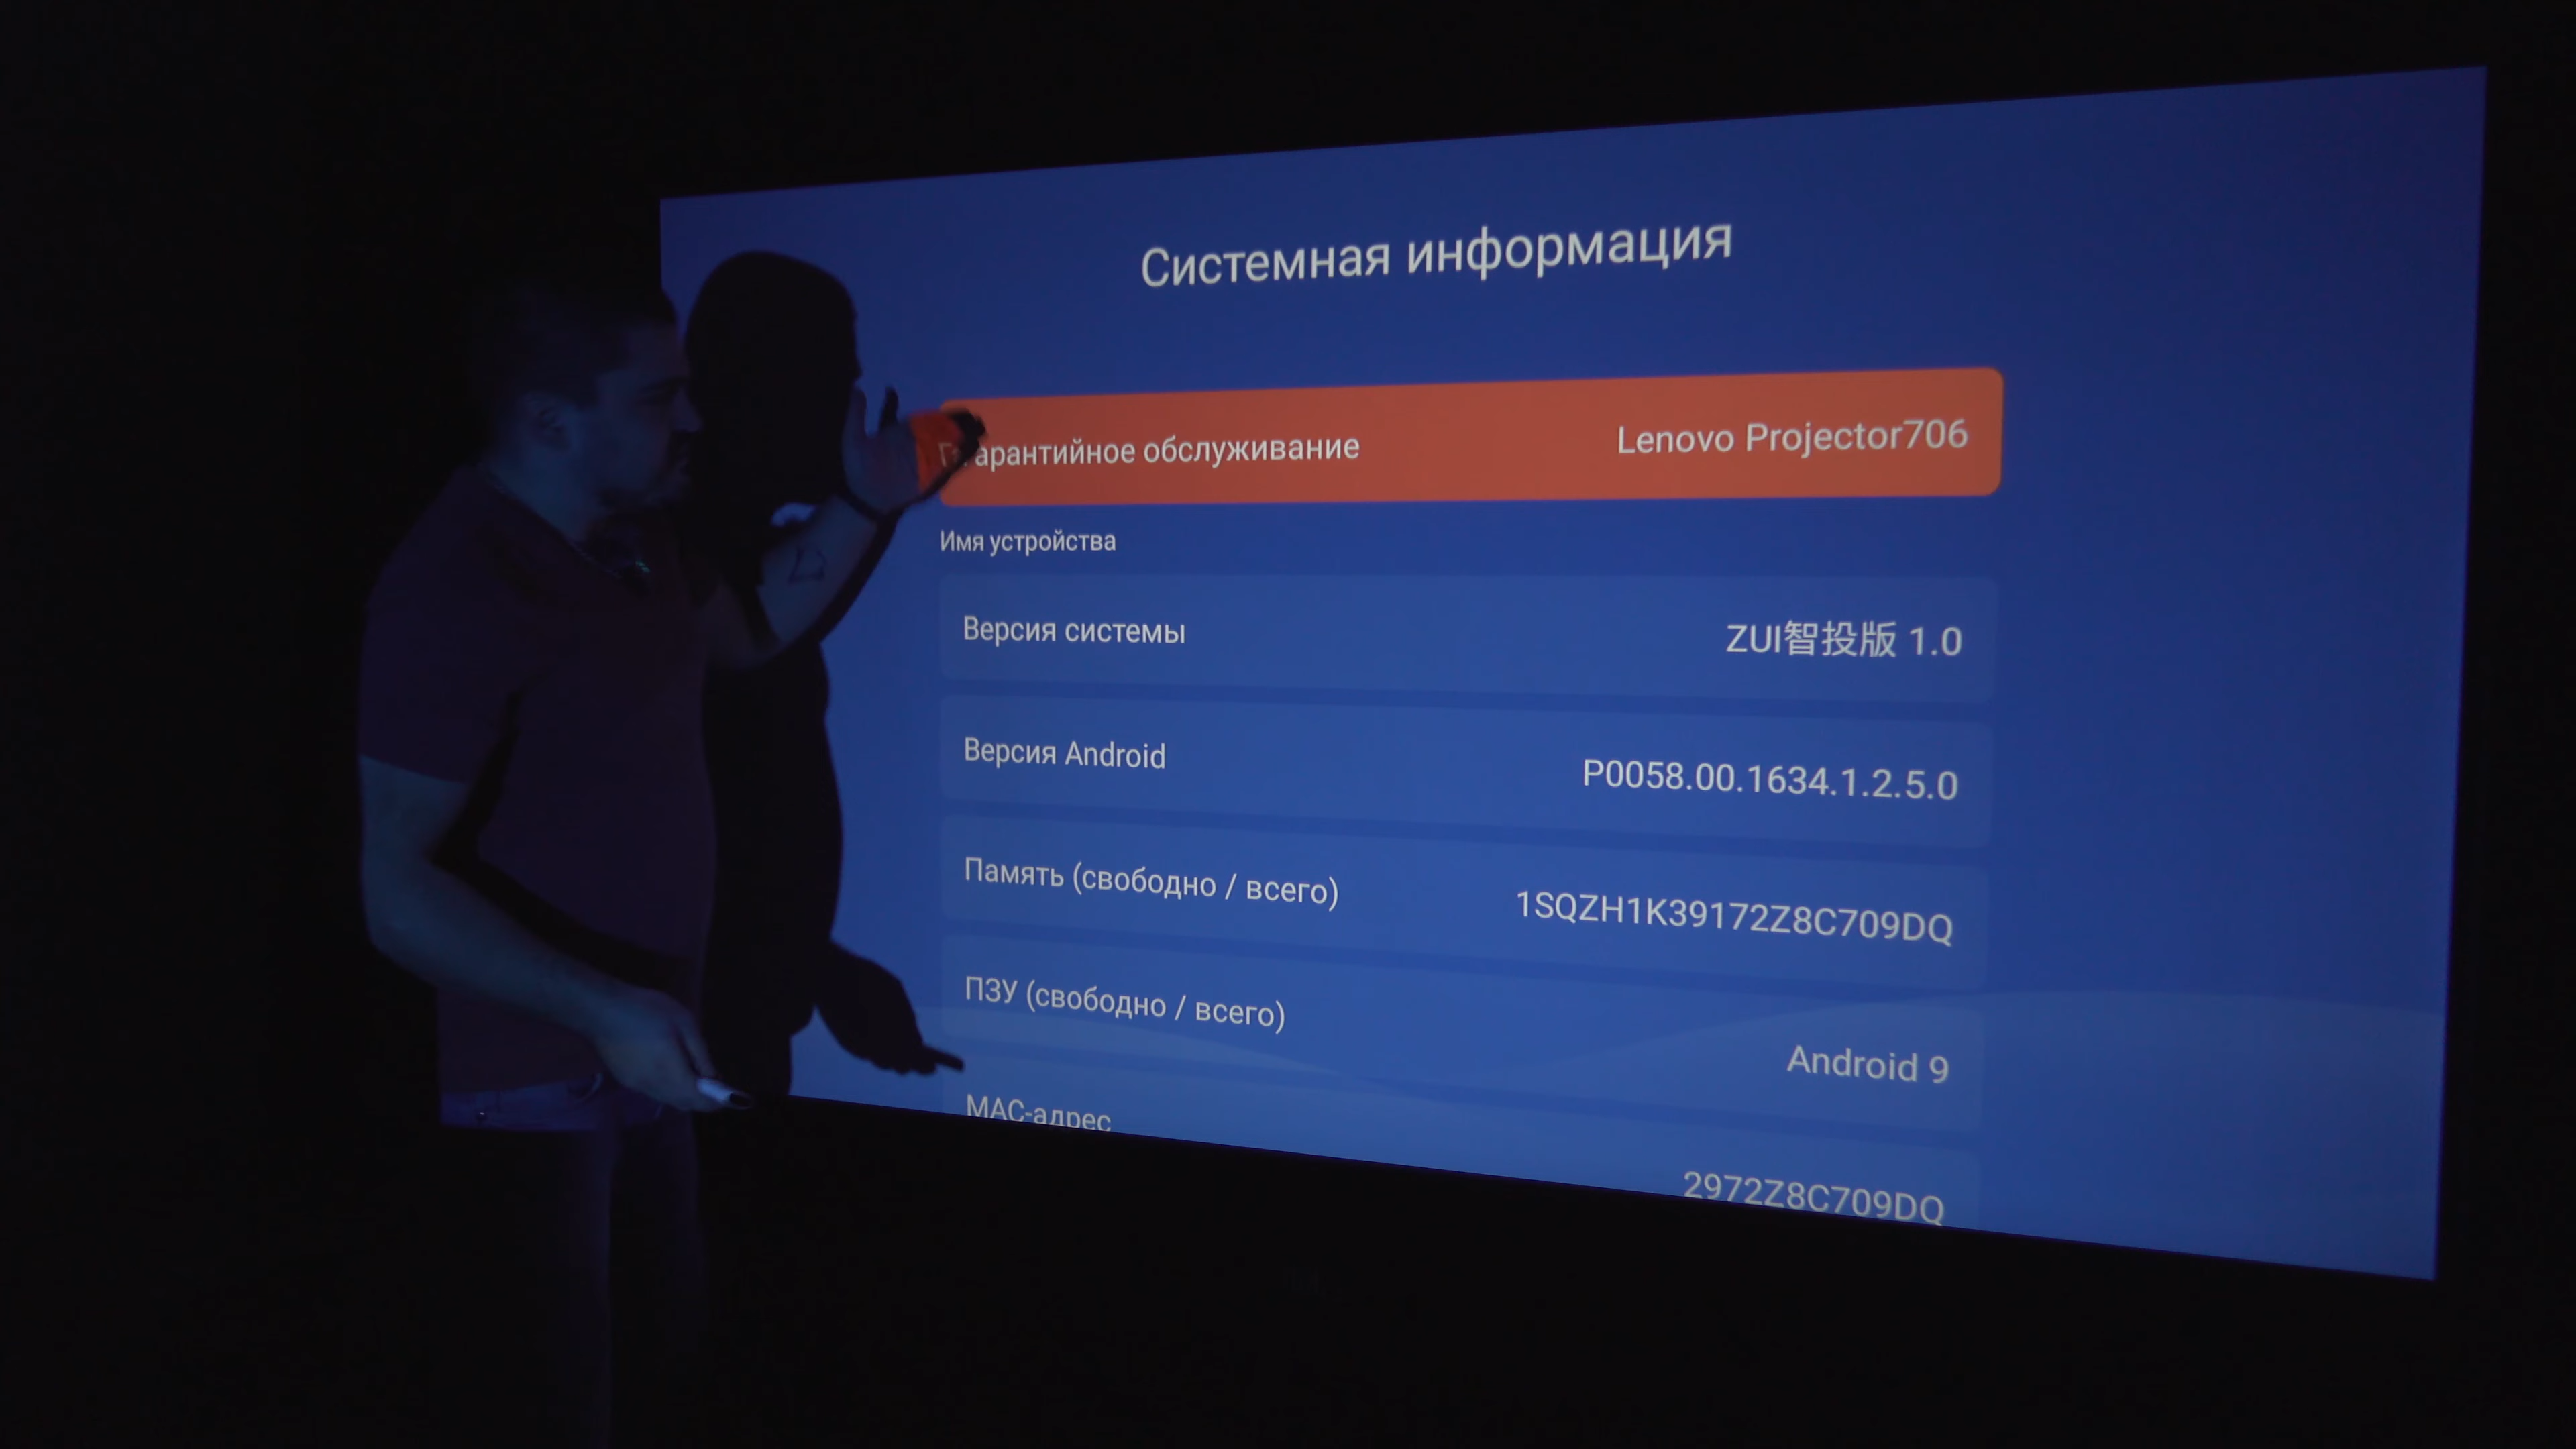 Системная информация
Гарантийное обслуживание Lenovo Projector706
Имя устройства
Версия системы ZUI智投版 1.0
Версия Android P0058.00.1634.1.2.5.0
Память (свободно / всего) 1SQZH1K39172Z8C709DQ
ПЗУ (свободно / всего) Android 9
MAC-адрес 2972Z8C709DQ